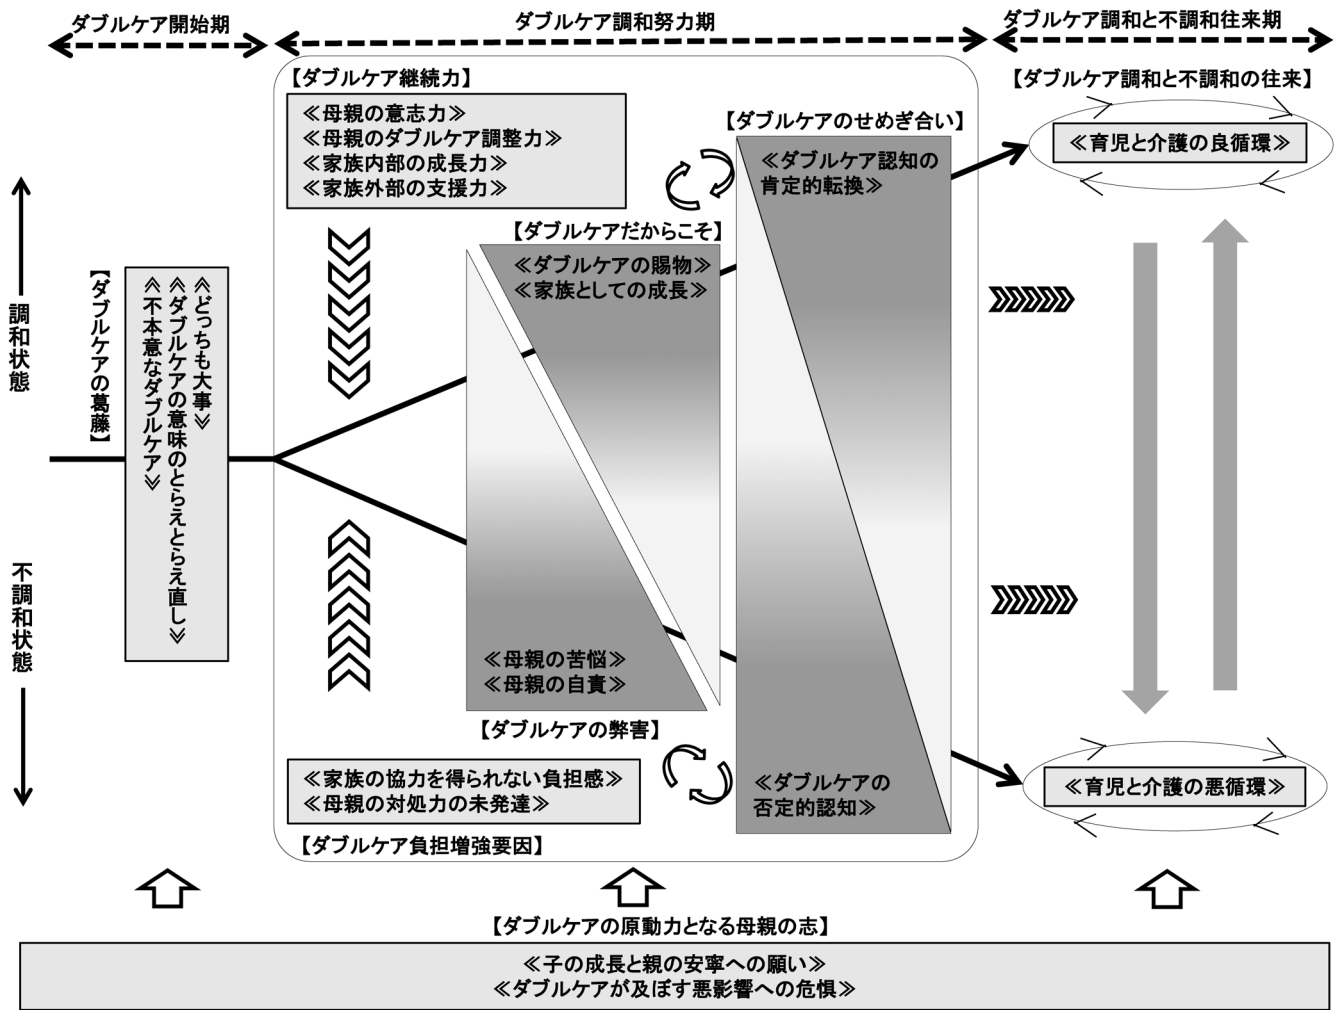 ダブルケア開始期
ダブルケア調和努力期
ダブルケア調和と不調和往来期
【ダブルケア継続力】
≪母親の意志力≫
≪母親のダブルケア調整力≫
≪家族内部の成長力≫
≪家族外部の支援力≫
【ダブルケア調和と不調和の往来】
≪育児と介護の良循環≫
【ダブルケアのせめぎ合い】
≪ダブルケア認知の
肯定的転換≫
【ダブルケアだからこそ】
≪ダブルケアの賜物≫
≪家族としての成長≫
調和状態
【ダブルケアの葛藤】
≪どっちも大事≫
≪ダブルケアの意味のとらえとらえ直し≫
≪不本意なダブルケア≫
不調和状態
≪母親の苦悩≫
≪母親の自責≫
【ダブルケアの弊害】
≪ダブルケアの
否定的認知≫
≪家族の協力を得られない負担感≫
≪母親の対処力の未発達≫
【ダブルケア負担増強要因】
≪育児と介護の悪循環≫
【ダブルケアの原動力となる母親の志】
≪子の成長と親の安寧への願い≫
≪ダブルケアが及ぼす悪影響への危惧≫